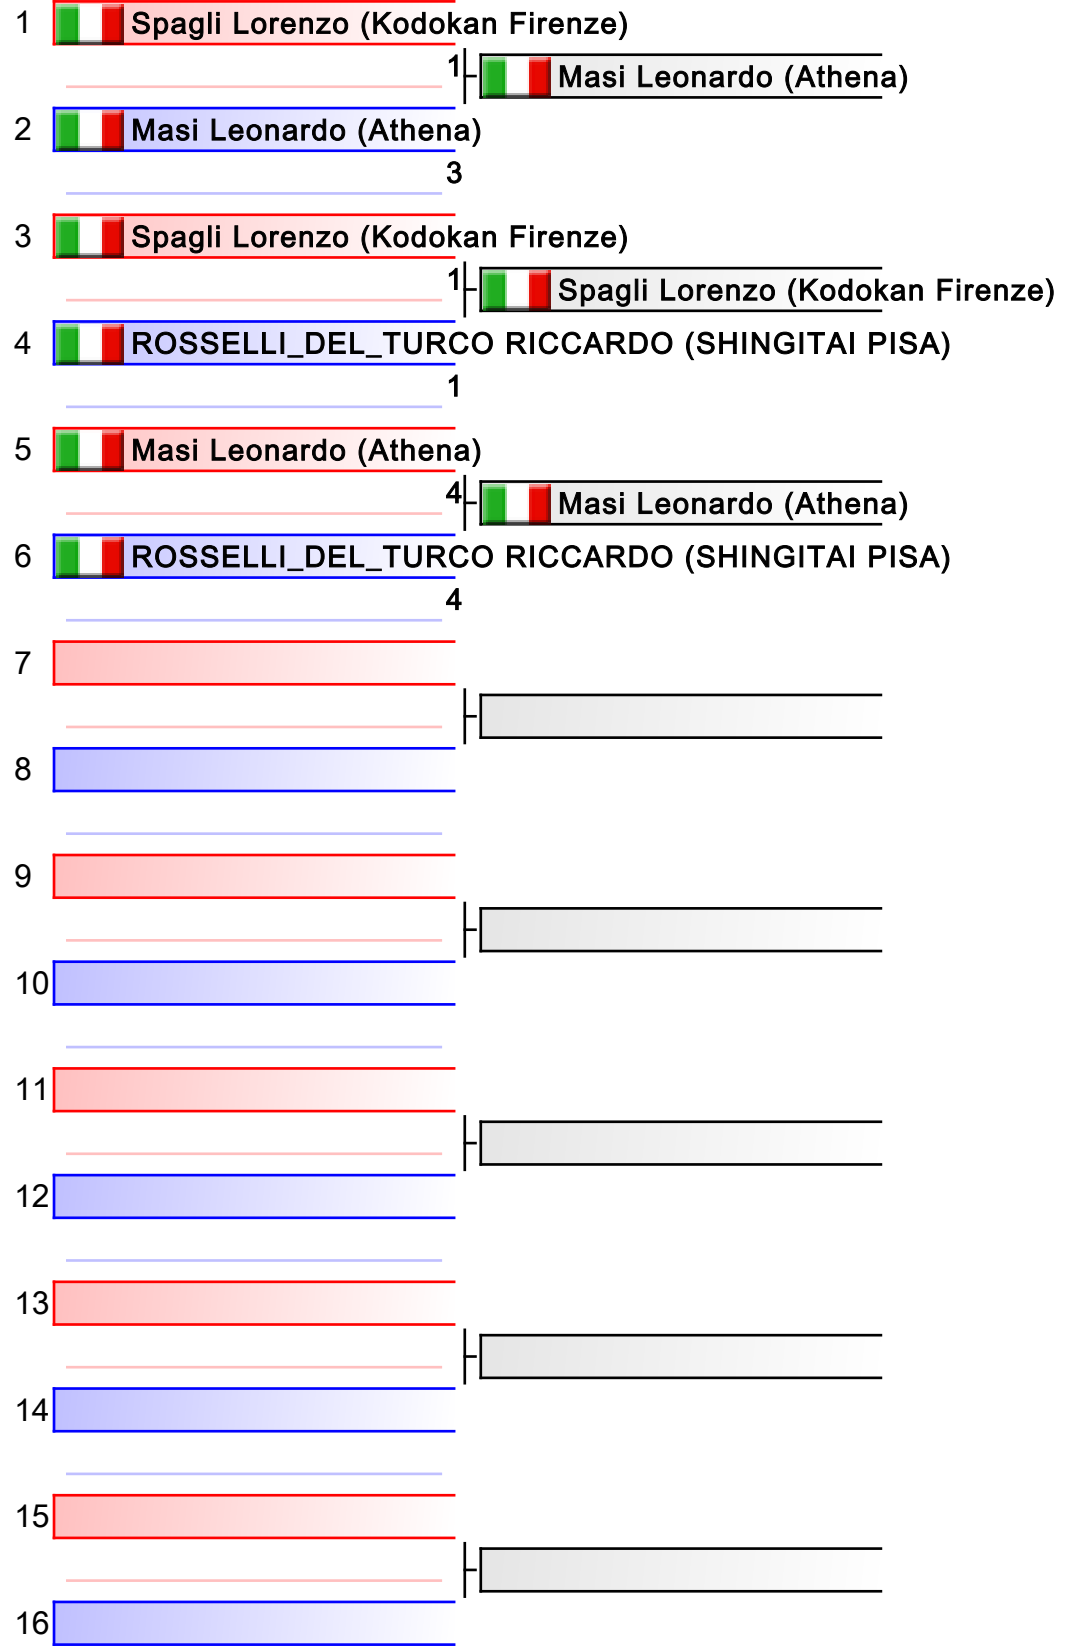 1 Spagli Lorenzo (Kodokan Firenze)
1 Masi Leonardo (Athena)
2 Masi Leonardo (Athena)
3
3 Spagli Lorenzo (Kodokan Firenze)
1 Spagli Lorenzo (Kodokan Firenze)
4 ROSSELLI_DEL_TURCO RICCARDO (SHINGITAI PISA)
1
5 Masi Leonardo (Athena)
4 Masi Leonardo (Athena)
6 ROSSELLI_DEL_TURCO RICCARDO (SHINGITAI PISA)
4
7
8
9
10
11
12
13
14
15
16